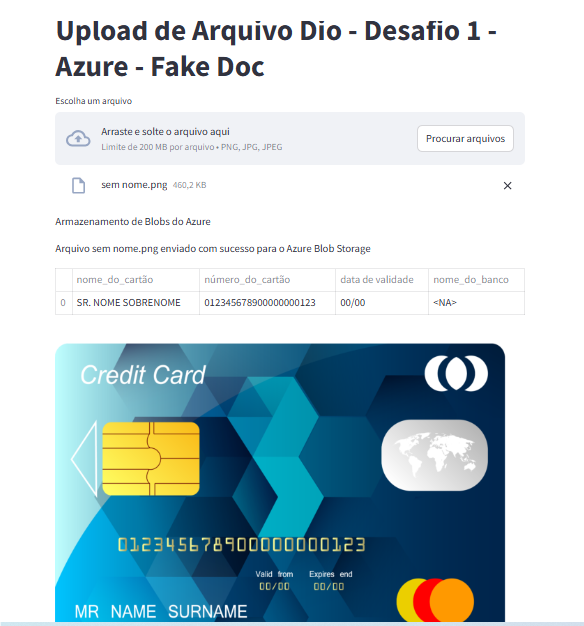 Upload de Arquivo Dio - Desafio 1 -
Azure - Fake Doc
Escolha um arquivo
Arraste e solte o arquivo aqui
Limite de 200 MB por arquivo • PNG, JPG, JPEG
Procurar arquivos
sem nome.png 460,2 KB
Armazenamento de Blobs do Azure
Arquivo sem nome.png enviado com sucesso para o Azure Blob Storage
nome_do_cartão número_do_cartão data de validade nome_do_banco
0 SR. NOME SOBRENOME 012345678900000000123 00/00 <NA>
Credit Card
012345678900000000123
Valid from Expires end
00/00 00/00
MR NAME SURNAME